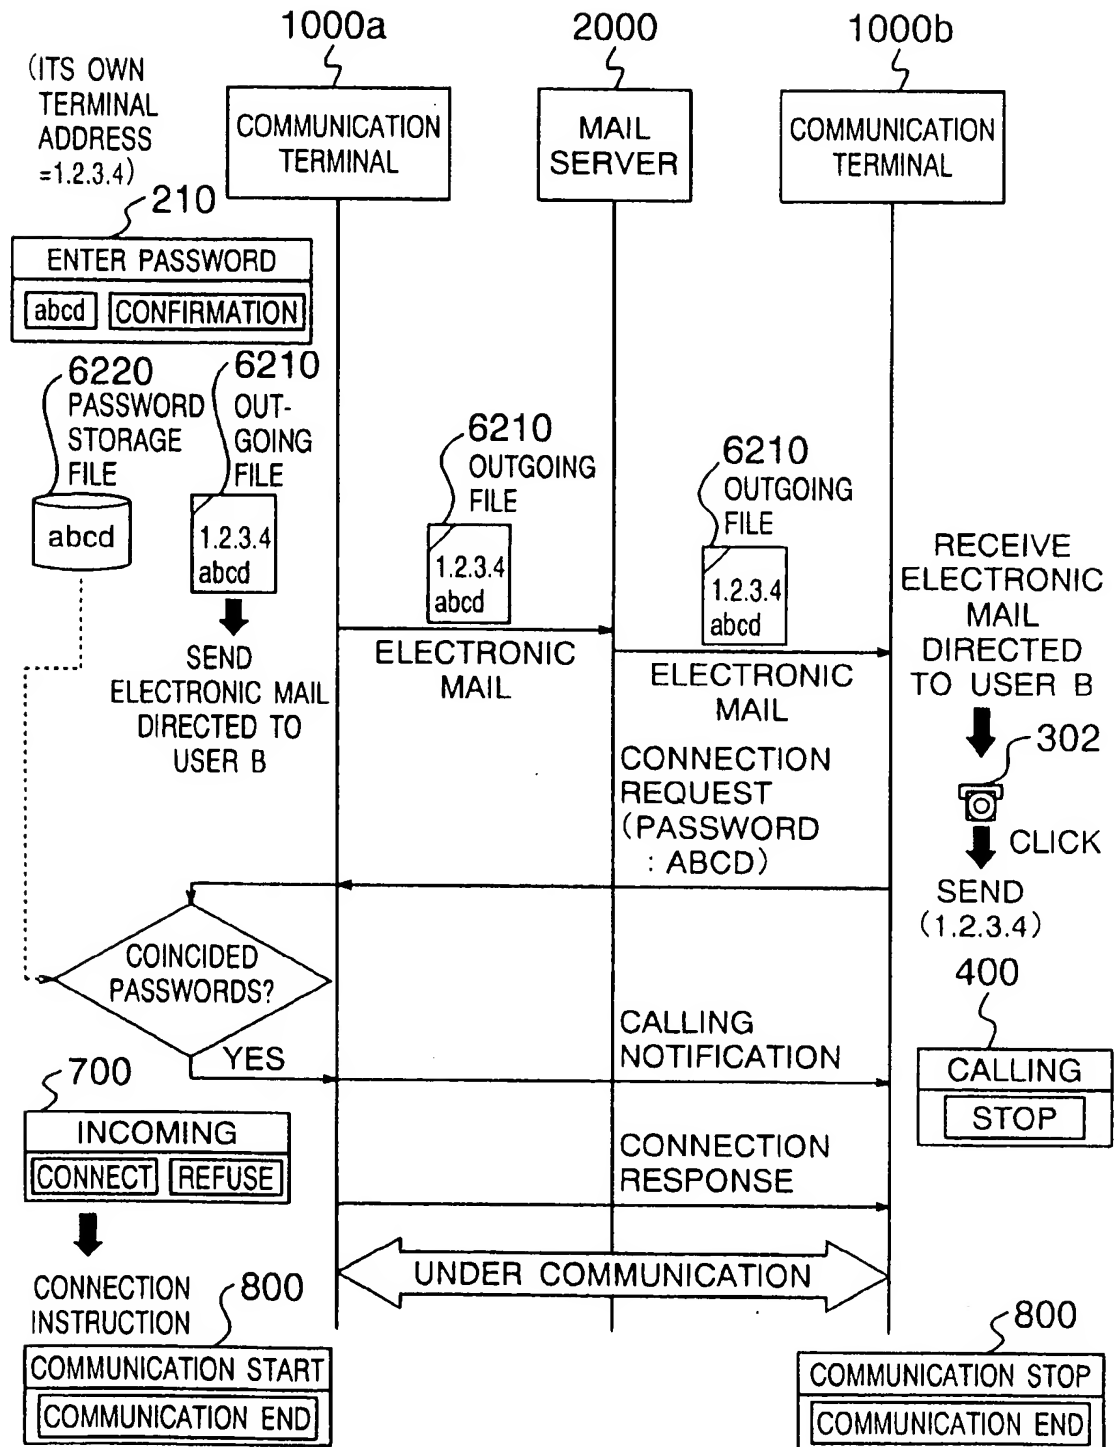 1000a
2000
1000b
(ITS OWN
TERMINAL
ADDRESS
=1.2.3.4)
COMMUNICATION
TERMINAL
MAIL
SERVER
COMMUNICATION
TERMINAL
210
ENTER PASSWORD
abcd CONFIRMATION
6220
PASSWORD
STORAGE
FILE
abcd
6210
OUT-
GOING
FILE
1.2.3.4
abcd
SEND
ELECTRONIC MAIL
DIRECTED TO
USER B
6210
OUTGOING
FILE
1.2.3.4
abcd
ELECTRONIC
MAIL
6210
OUTGOING
FILE
1.2.3.4
abcd
ELECTRONIC
MAIL
RECEIVE
ELECTRONIC
MAIL
DIRECTED
TO USER B
302
CLICK
SEND
(1.2.3.4)
CONNECTION
REQUEST
(PASSWORD
: ABCD)
COINCIDED
PASSWORDS?
YES
CALLING
NOTIFICATION
400
CALLING
STOP
700
INCOMING
CONNECT REFUSE
CONNECTION
RESPONSE
UNDER COMMUNICATION
CONNECTION
INSTRUCTION
800
COMMUNICATION START
COMMUNICATION END
800
COMMUNICATION STOP
COMMUNICATION END